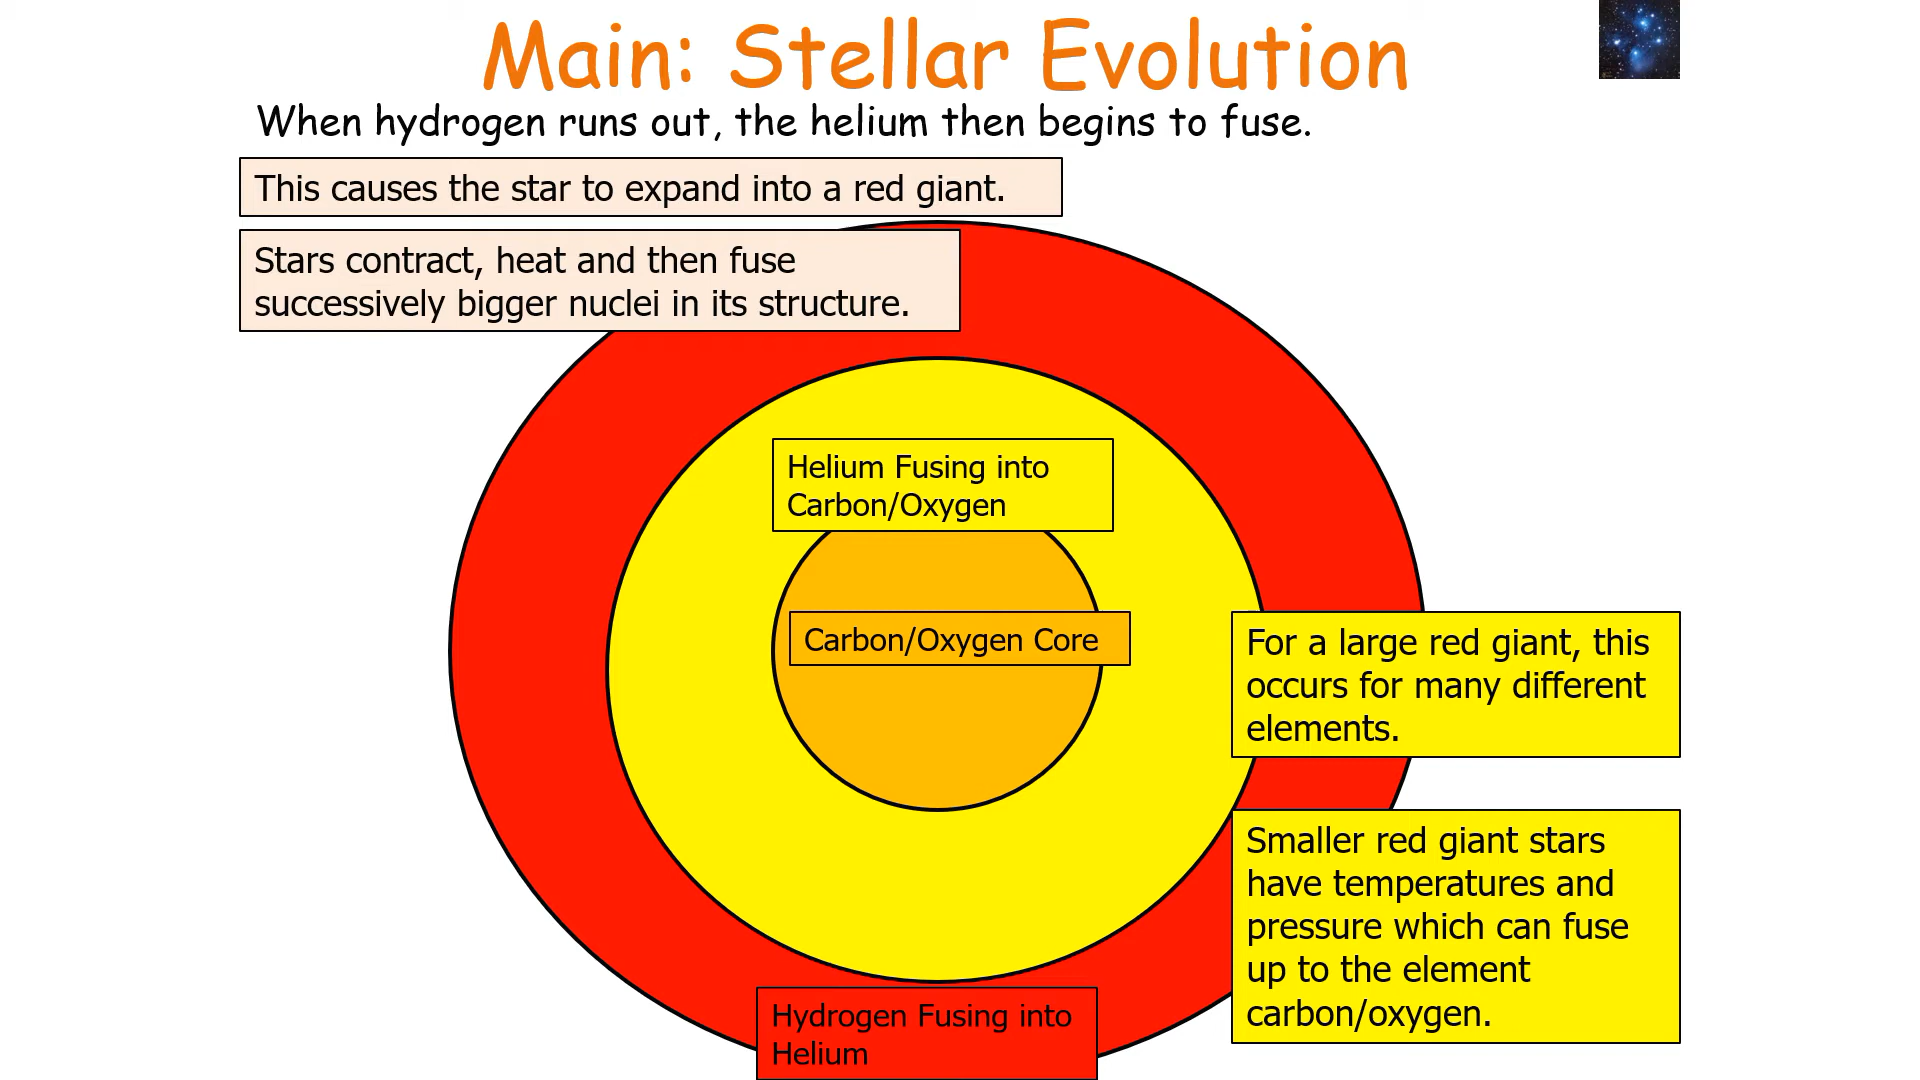 Main: Stellar Evolution
When hydrogen runs out, the helium then begins to fuse.
This causes the star to expand into a red giant.
Stars contract, heat and then fuse
successively bigger nuclei in its structure.
Helium Fusing into
Carbon/Oxygen
Carbon/Oxygen Core
For a large red giant, this
occurs for many different
elements.
Smaller red giant stars
have temperatures and
pressure which can fuse
up to the element
carbon/oxygen.
Hydrogen Fusing into
Helium